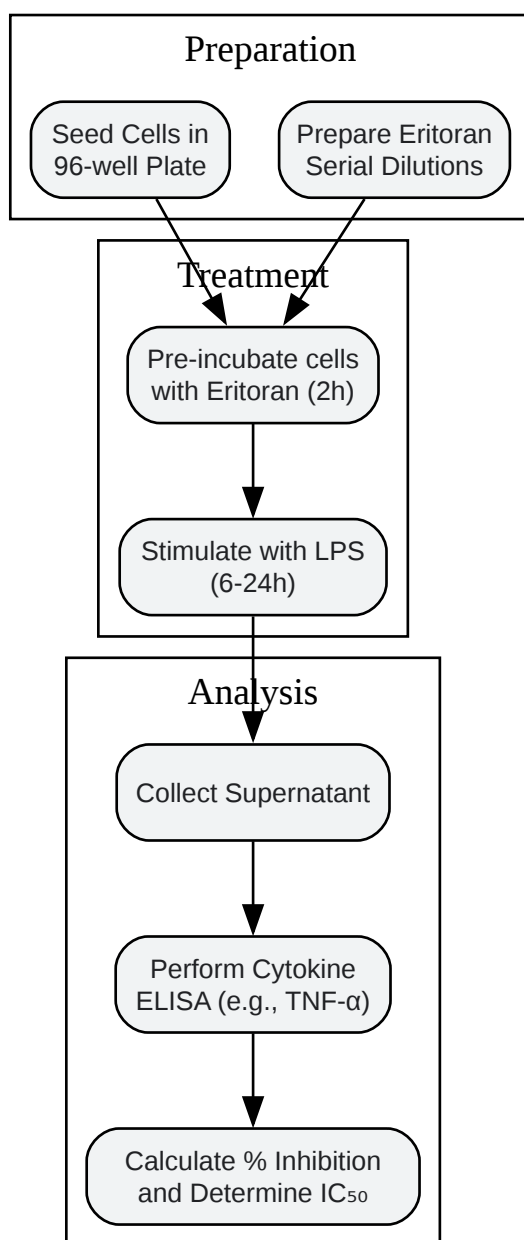 Preparation
Seed Cells in
96-well Plate
Prepare Eritoran
Serial Dilutions
Treatment
Pre-incubate cells
with Eritoran (2h)
Stimulate with LPS
(6-24h)
Analysis
Collect Supernatant
Perform Cytokine
ELISA (e.g., TNF-α)
Calculate % Inhibition
and Determine IC₅₀